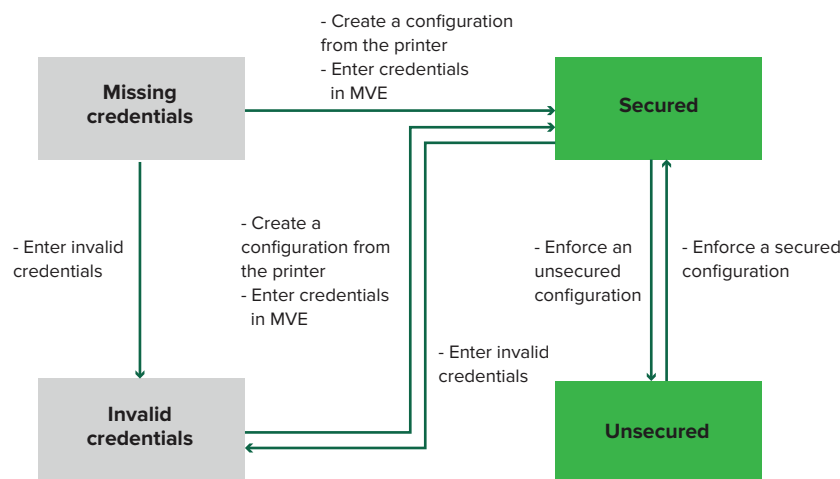 - Create a configuration
from the printer
- Enter credentials
in MVE
Missing
credentials
Secured
- Enter invalid
credentials
- Create a
configuration from
the printer
- Enter credentials
in MVE
- Enforce an
unsecured
configuration
- Enforce a secured
configuration
- Enter invalid
credentials
Invalid
credentials
Unsecured